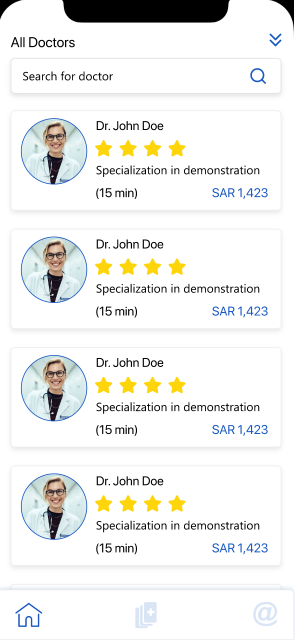 All Doctors
Search for doctor
Dr. John Doe
Specialization in demonstration
(15 min) SAR 1,423
Dr. John Doe
Specialization in demonstration
(15 min) SAR 1,423
Dr. John Doe
Specialization in demonstration
(15 min) SAR 1,423
Dr. John Doe
Specialization in demonstration
(15 min) SAR 1,423
@